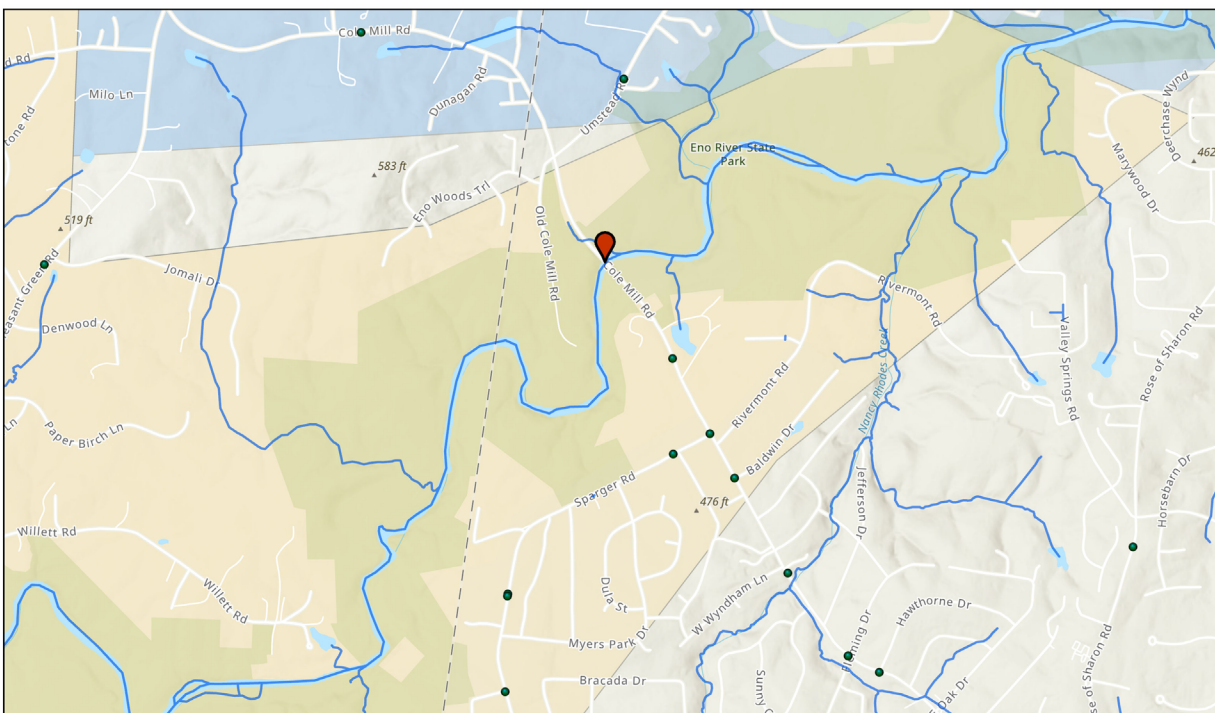 Cole Mill Rd
d Rd
Milo Ln
Dunagan Rd
Umstead R
Deerchase Wynd
tone Rd
Eno River State
Park
583 ft
462
Marywood Dr
Eno Woods Trl
519 ft
Old Cole Mill Rd
easant Green Rd
Jomali Dr
Cole Mill Rd
Rivermont Rd
Denwood Ln
Valley Springs Rd
Rose of Sharon Rd
Nancy Rhodes Creek
Rivermont Rd
Ln
Paper Birch Ln
Baldwin Dr
Sparger Rd
Jefferson Dr
Horsebarn Dr
476 ft
Willett Rd
Willett Rd
Dula St
W Wyndham Ln
Hawthorne Dr
Myers Park Dr
Fleming Dr
se of Sharon Rd
Bracada Dr
Sunny
Oak Dr